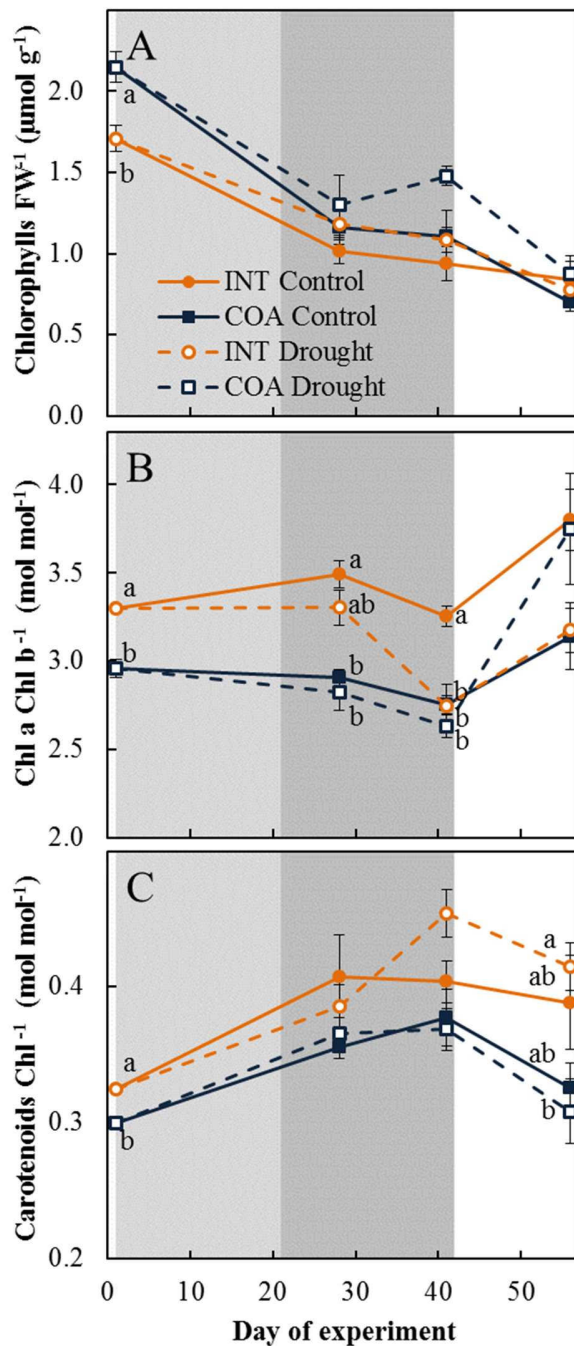 A
Chlorophylls FW⁻¹ (µmol g⁻¹)
2.0
1.5
1.0
0.5
0.0
a
b
INT Control
COA Control
INT Drought
COA Drought
B
Chl a Chl b⁻¹ (mol mol⁻¹)
4.0
3.5
3.0
2.5
2.0
a
b
a
ab
b
b
a
b
b
b
C
Carotenoids Chl⁻¹ (mol mol⁻¹)
0.4
0.3
0.2
a
b
a
ab
ab
b
0 10 20 30 40 50
Day of experiment